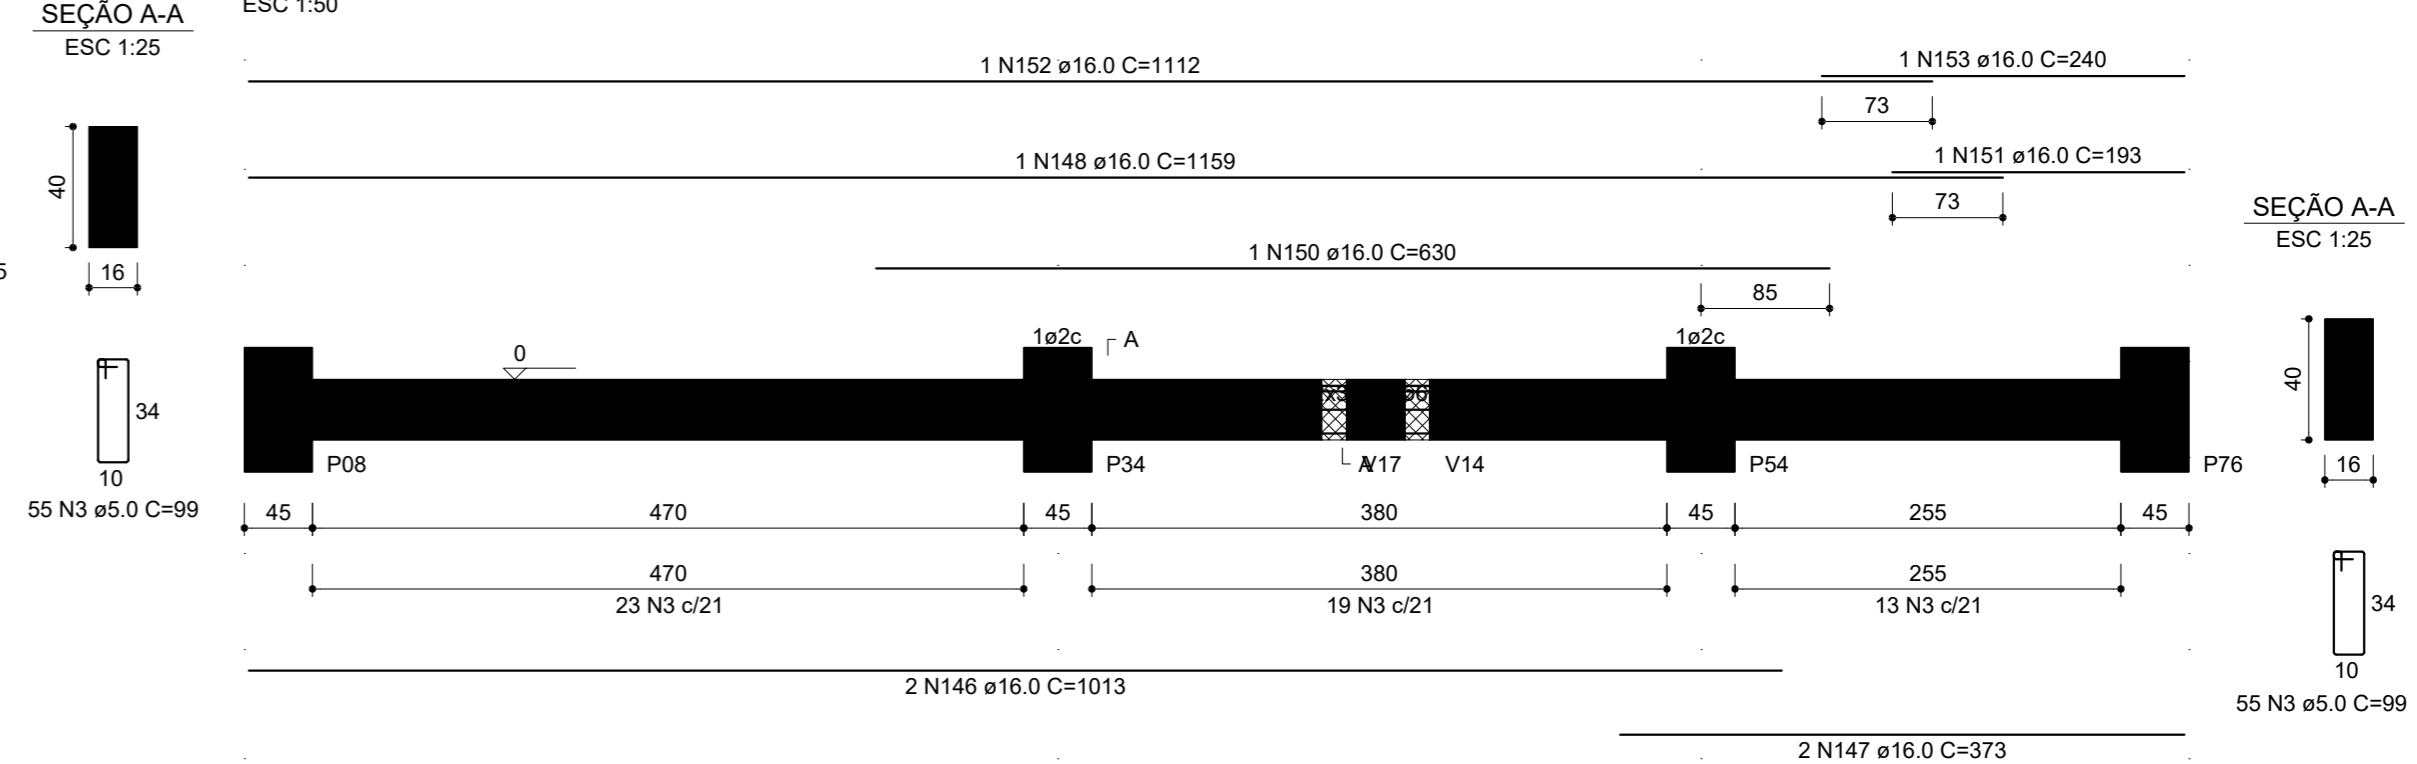 SEÇÃO A-A
ESC 1:25
ESC 1:50
1 N152 ø16.0 C=1112
1 N153 ø16.0 C=240
73
40
16
1 N148 ø16.0 C=1159
1 N151 ø16.0 C=193
73
SEÇÃO A-A
ESC 1:25
1 N150 ø16.0 C=630
85
5
1ø2c
A
1ø2c
0
34
10
55 N3 ø5.0 C=99
40
16
P08
P34
A
V17
V14
P54
P76
45
470
45
380
45
255
45
470
380
255
23 N3 c/21
19 N3 c/21
13 N3 c/21
34
10
55 N3 ø5.0 C=99
2 N146 ø16.0 C=1013
2 N147 ø16.0 C=373